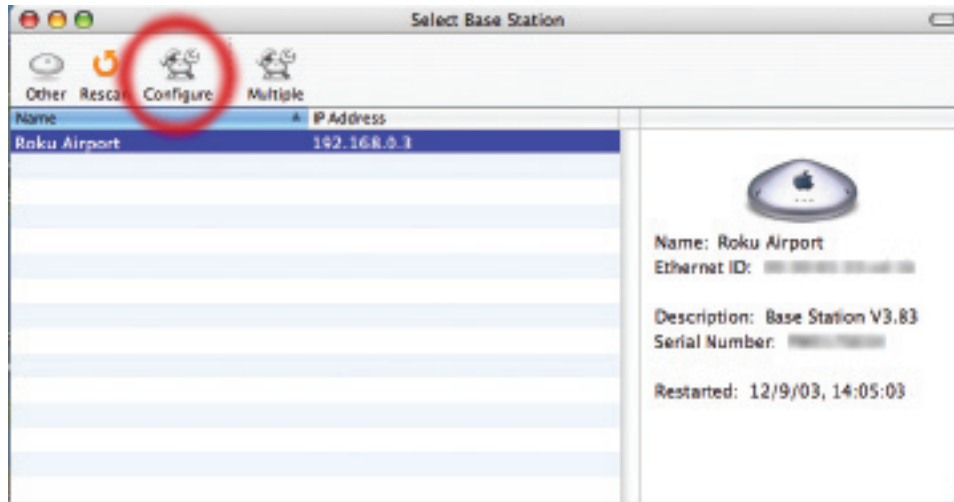 Select Base Station
Other Rescan Configure Multiple
Name IP Address
Roku Airport 192.168.0.3
Name: Roku Airport
Ethernet ID:
Description: Base Station V3.83
Serial Number:
Restarted: 12/9/03, 14:05:03